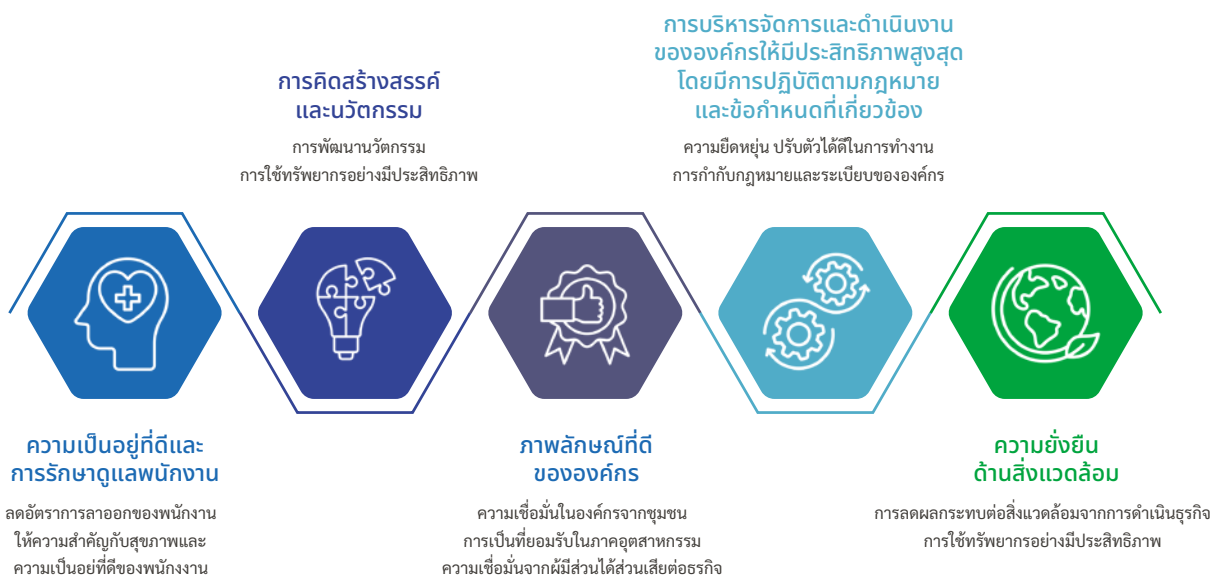 ความเป็นอยู่ที่ดีและ
การรักษาดูแลพนักงาน
ลดอัตราการลาออกของพนักงาน
ให้ความสำคัญกับสุขภาพและ
ความเป็นอยู่ที่ดีของพนักงงาน
การคิดสร้างสรรค์
และนวัตกรรม
การพัฒนานวัตกรรม
การใช้ทรัพยากรอย่างมีประสิทธิภาพ
ภาพลักษณ์ที่ดี
ขององค์กร
ความเชื่อมั่นในองค์กรจากชุมชน
การเป็นที่ยอมรับในภาคอุตสาหกรรม
ความเชื่อมั่นจากผู้มีส่วนได้ส่วนเสียต่อธุรกิจ
การบริหารจัดการและดำเนินงาน
ขององค์กรให้มีประสิทธิภาพสูงสุด
โดยมีการปฏิบัติตามกฎหมาย
และข้อกำหนดที่เกี่ยวข้อง
ความยืดหยุ่น ปรับตัวได้ดีในการทำงาน
การกำกับกฎหมายและระเบียบขององค์กร
ความยั่งยืน
ด้านสิ่งแวดล้อม
การลดผลกระทบต่อสิ่งแวดล้อมจากการดำเนินธุรกิจ
การใช้ทรัพยากรอย่างมีประสิทธิภาพ